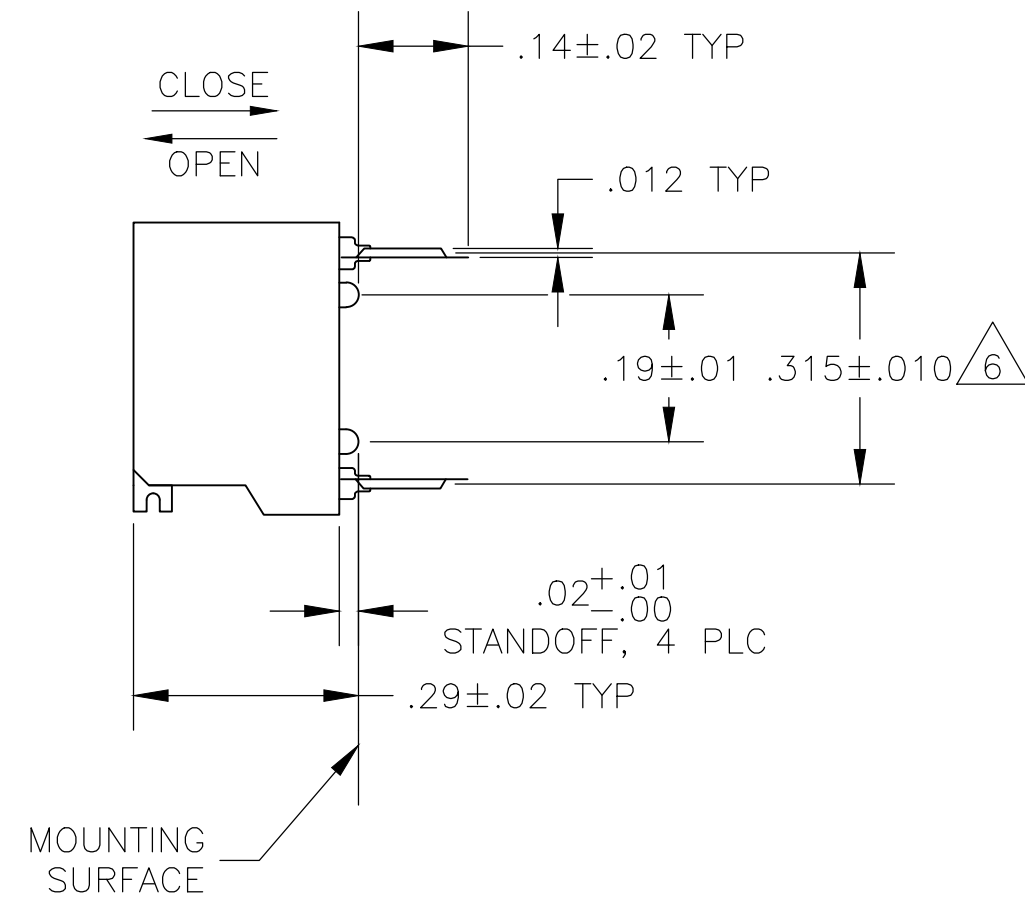 .14±.02 TYP
CLOSE
OPEN
.012 TYP
.19±.01 .315±.010 6
.02 +.01
-.00
STANDOFF, 4 PLC
.29±.02 TYP
MOUNTING
SURFACE